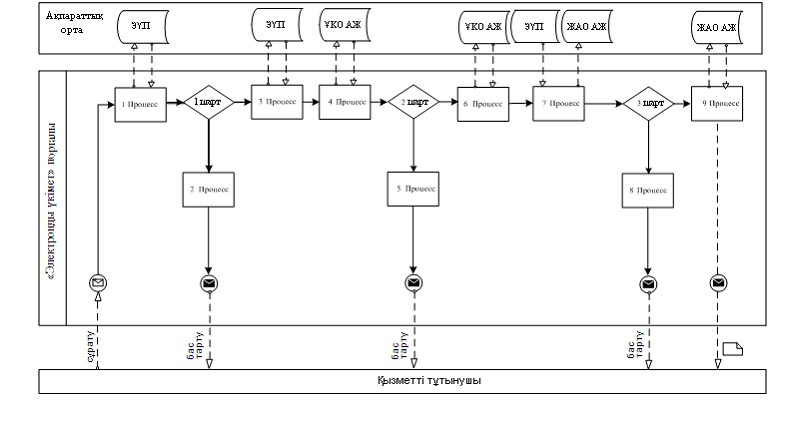 Ақпараттық
орта
ЭҮП
ЭҮП
ҰКО АЖ
ҰКО АЖ
ЭҮП
ЖАО АЖ
ЖАО АЖ
«Электронды үкімет» порталы
1 Процесс
1 шарт
3 Процесс
4 Процесс
2 шарт
6 Процесс
7 Процесс
3 шарт
9 Процесс
2 Процесс
5 Процесс
8 Процесс
сұрату
бас
тарту
бас
тарту
бас
тарту
Қызметті тұтынушы